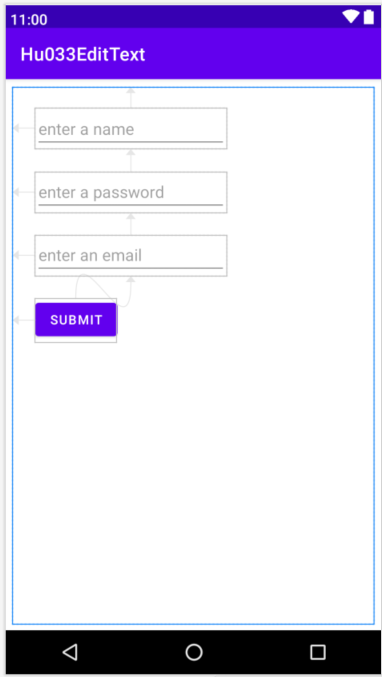 11:00
Hu033EditText
enter a name
enter a password
enter an email
SUBMIT